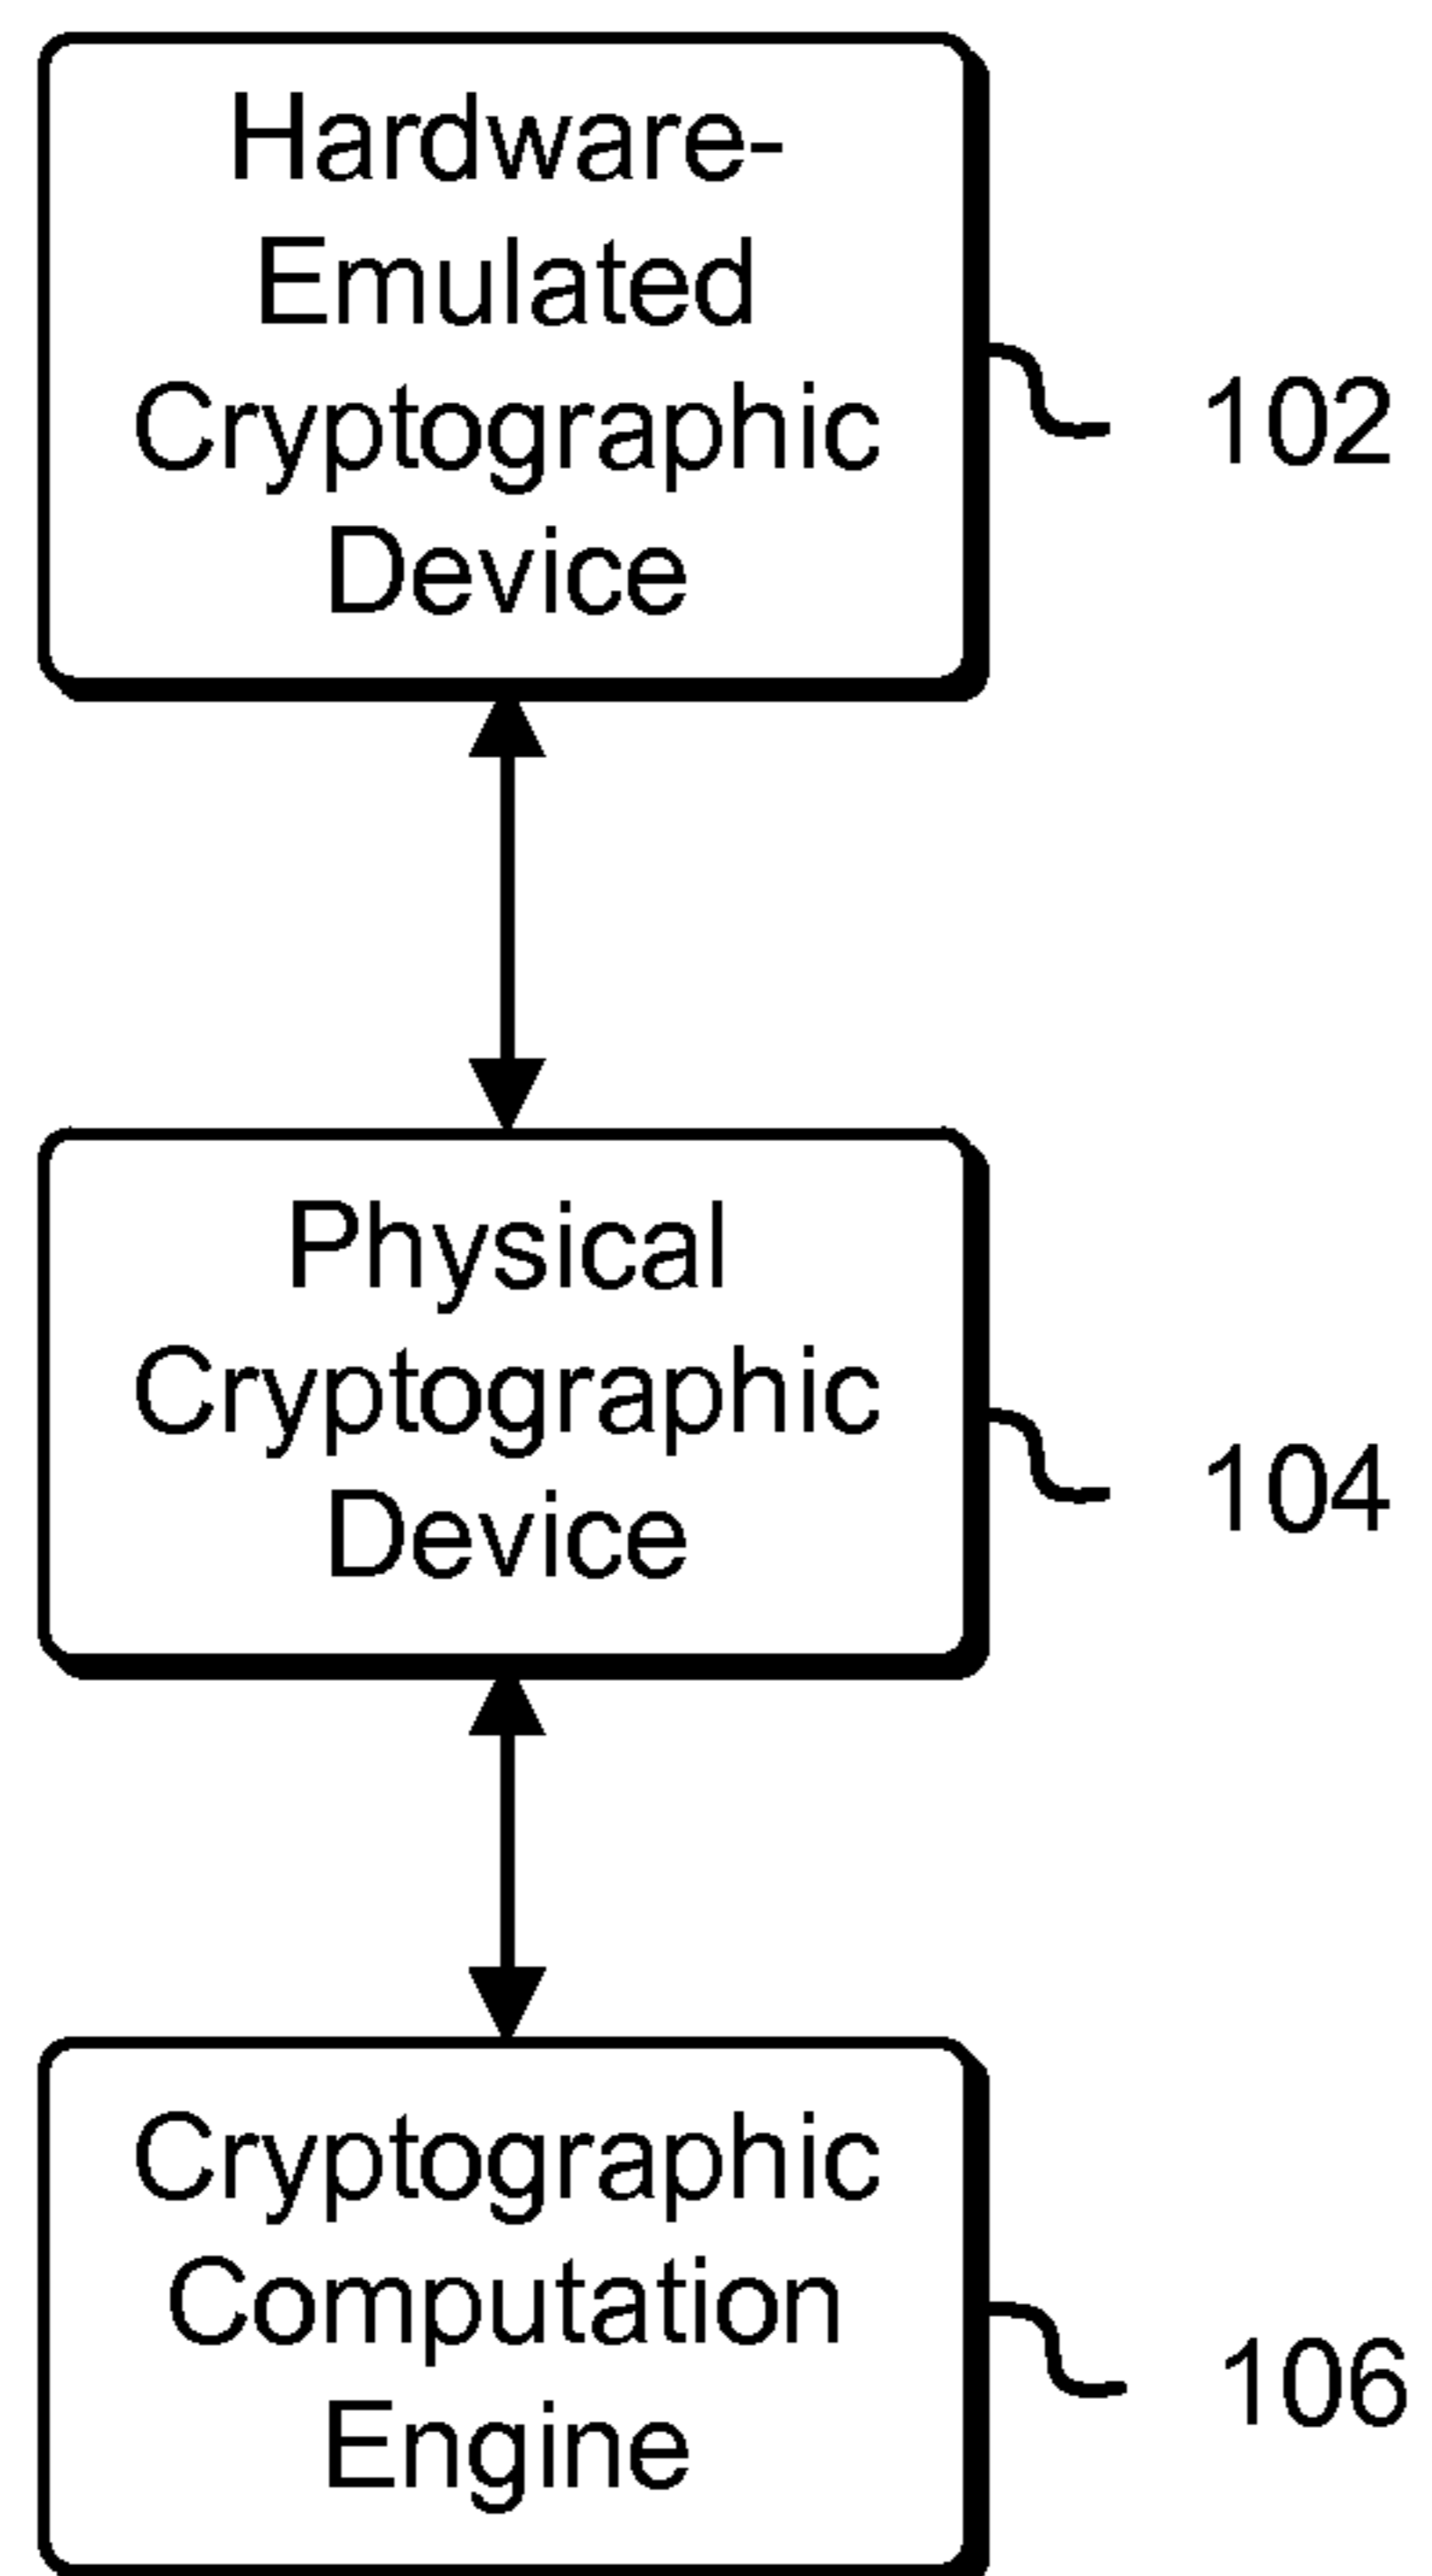 Hardware-
Emulated
Cryptographic
Device
102
Physical
Cryptographic
Device
104
Cryptographic
Computation
Engine
106